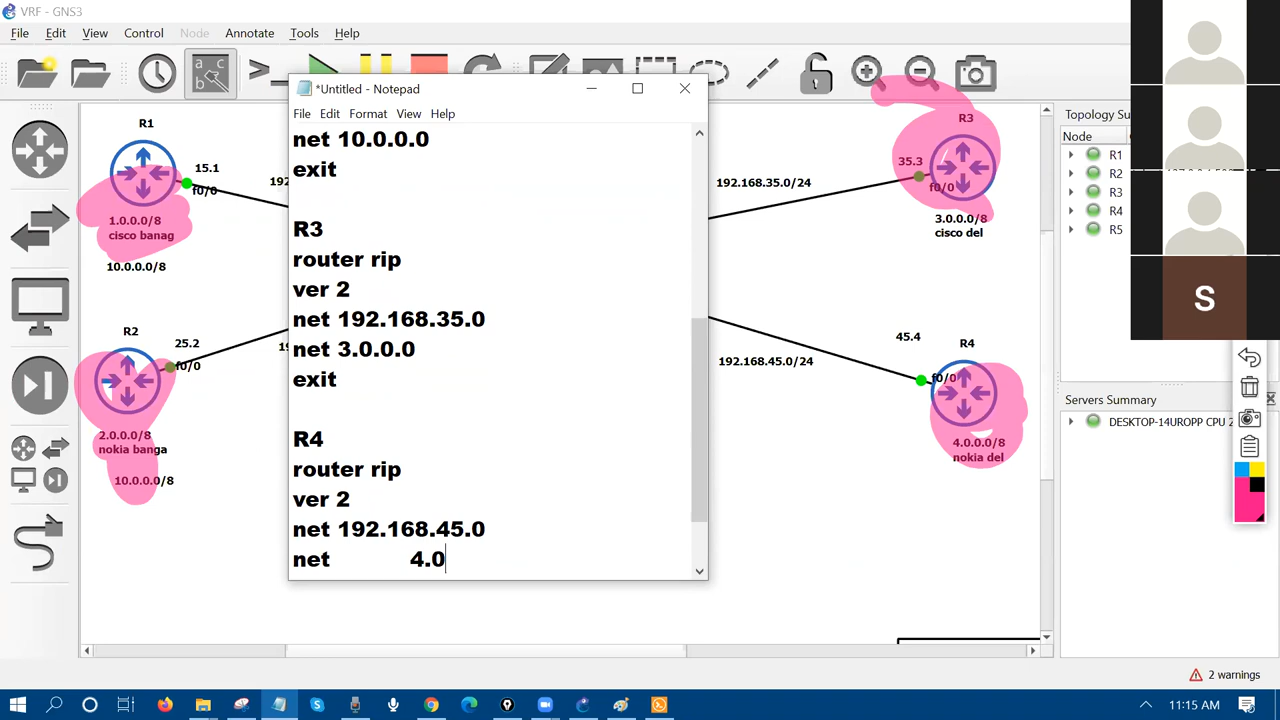 VRF - GNS3
File Edit View Control Node Annotate Tools Help
*Untitled - Notepad
File Edit Format View Help
net 10.0.0.0
exit
R3
router rip
ver 2
net 192.168.35.0
net 3.0.0.0
exit
R4
router rip
ver 2
net 192.168.45.0
net 4.0
R1
15.1
f0/0
192
1.0.0.0/8
cisco banag
10.0.0.0/8
R2
25.2
f0/0
19
2.0.0.0/8
nokia banga
10.0.0.0/8
R3
35.3
f0/0
192.168.35.0/24
3.0.0.0/8
cisco del
R4
45.4
f0/0
192.168.45.0/24
4.0.0.0/8
nokia del
Topology Su
Node
R1
R2
R3
R4
R5
S
Servers Summary
DESKTOP-14UROPP CPU 2
2 warnings
11:15 AM